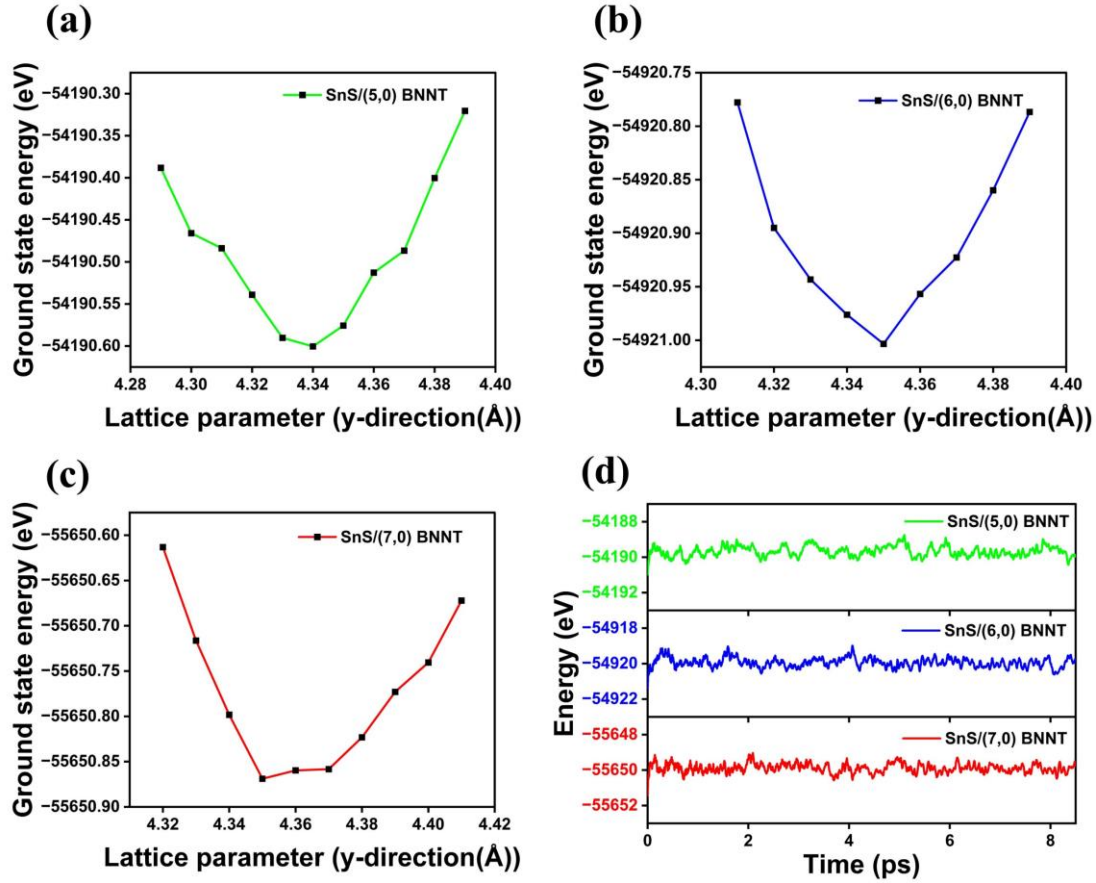 (a)
Ground state energy (eV)
−54190.30
−54190.35
−54190.40
−54190.45
−54190.50
−54190.55
−54190.60
SnS/(5,0) BNNT
4.28 4.30 4.32 4.34 4.36 4.38 4.40
Lattice parameter (y-direction(Å))
(b)
Ground state energy (eV)
−54920.75
−54920.80
−54920.85
−54920.90
−54920.95
−54921.00
SnS/(6,0) BNNT
4.30 4.32 4.34 4.36 4.38 4.40
Lattice parameter (y-direction(Å))
(c)
Ground state energy (eV)
−55650.60
−55650.65
−55650.70
−55650.75
−55650.80
−55650.85
−55650.90
SnS/(7,0) BNNT
4.32 4.34 4.36 4.38 4.40 4.42
Lattice parameter (y-direction(Å))
(d)
Energy (eV)
−54188
−54190
−54192
SnS/(5,0) BNNT
−54918
−54920
−54922
SnS/(6,0) BNNT
−55648
−55650
−55652
SnS/(7,0) BNNT
0 2 4 6 8
Time (ps)